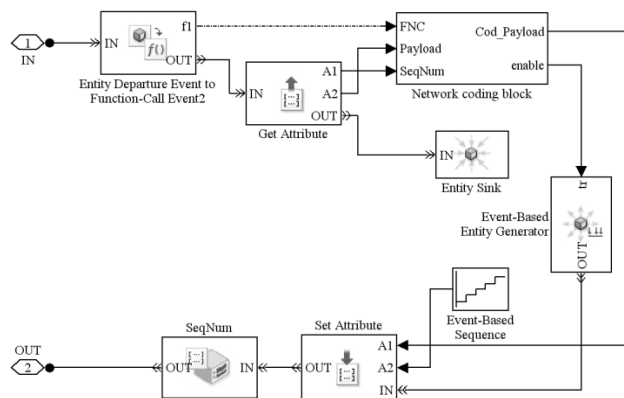 f1
FNC
Cod_Payload
1
IN
IN
f()
OUT
Payload
Entity Departure Event to
Function-Call Event2
A1
SeqNum
enable
IN
A2
Network coding block
OUT
Get Attribute
IN
Entity Sink
tr
Event-Based
Entity Generator
OUT
SeqNum
Set Attribute
Event-Based
Sequence
OUT
A1
2
OUT
IN
OUT
A2
IN